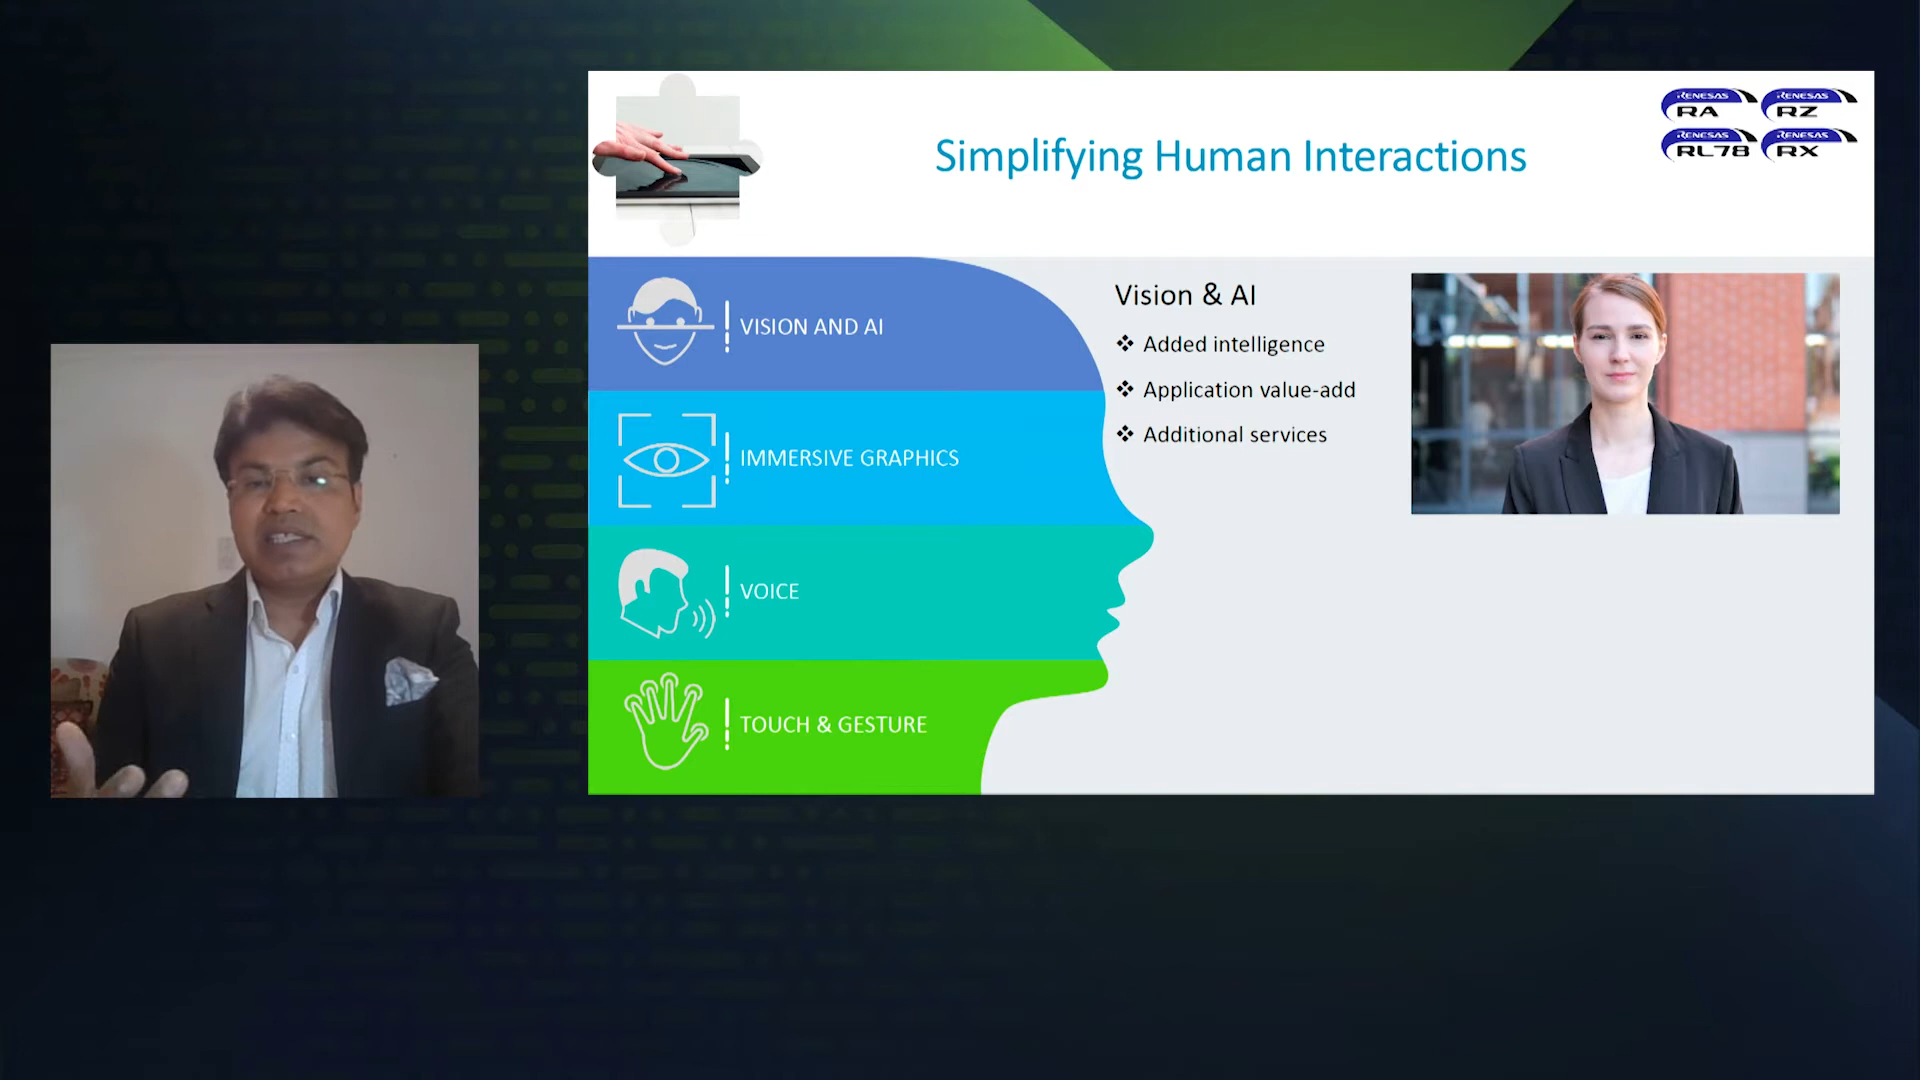 Simplifying Human Interactions
RENESAS RA
RENESAS RZ
RENESAS RL78
RENESAS RX
VISION AND AI
IMMERSIVE GRAPHICS
VOICE
TOUCH & GESTURE
Vision & AI
❖ Added intelligence
❖ Application value-add
❖ Additional services